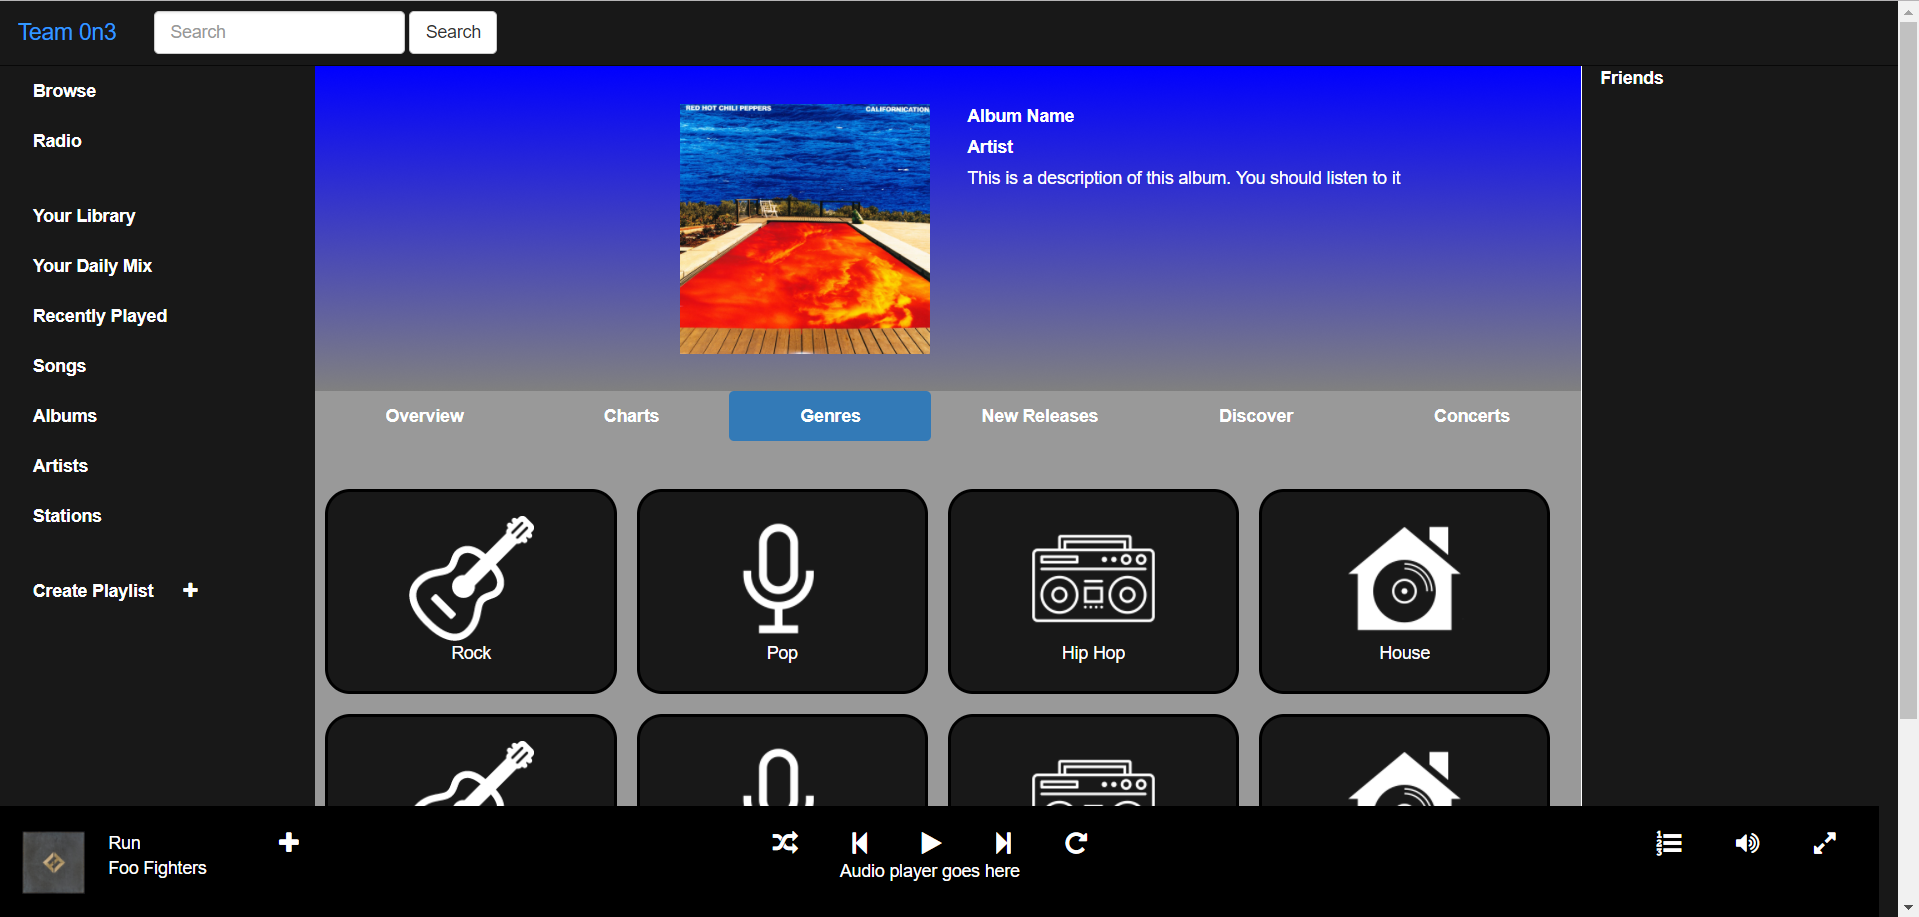 Team 0n3
Search
Search
Browse
Radio
Your Library
Your Daily Mix
Recently Played
Songs
Albums
Artists
Stations
Create Playlist
RED HOT CHILI PEPPERS
CALIFORNICATION
Album Name
Artist
This is a description of this album. You should listen to it
Overview
Charts
Genres
New Releases
Discover
Concerts
Rock
Pop
Hip Hop
House
Friends
Run
Foo Fighters
Audio player goes here